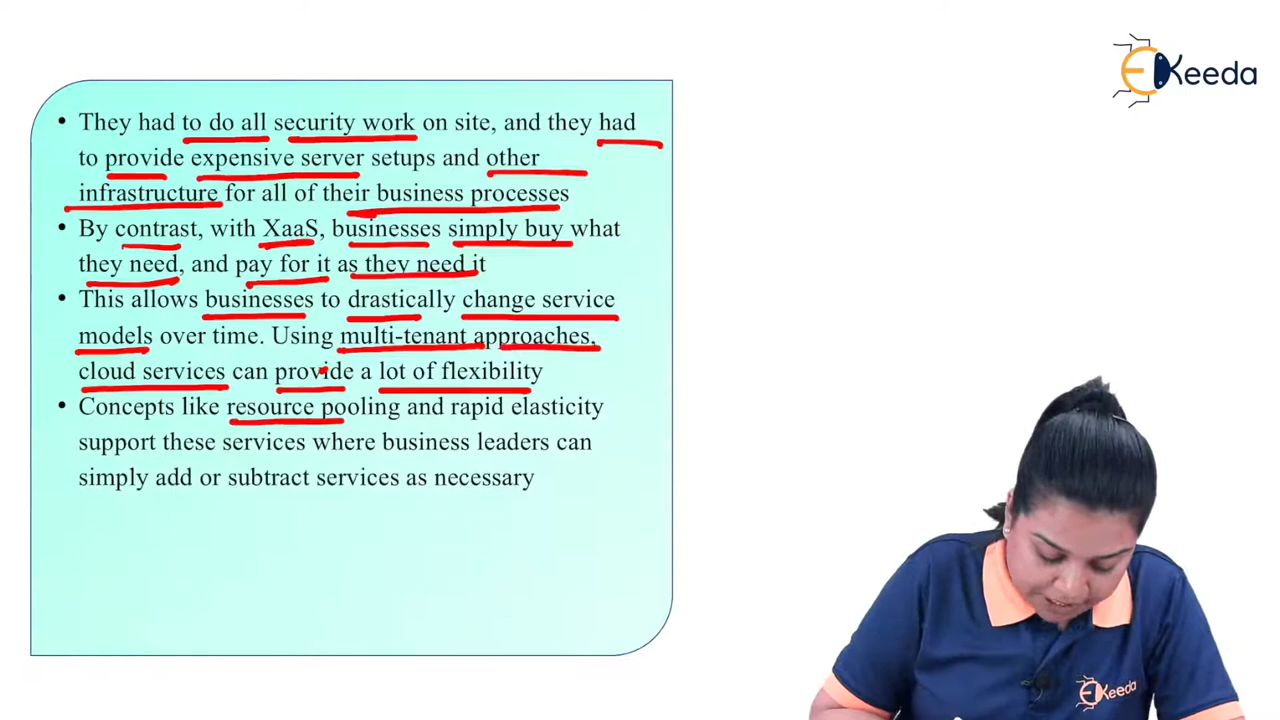 EKeeda
• They had to do all security work on site, and they had
to provide expensive server setups and other
infrastructure for all of their business processes
• By contrast, with XaaS, businesses simply buy what
they need, and pay for it as they need it
• This allows businesses to drastically change service
models over time. Using multi-tenant approaches,
cloud services can provide a lot of flexibility
• Concepts like resource pooling and rapid elasticity
support these services where business leaders can
simply add or subtract services as necessary
EKeeda